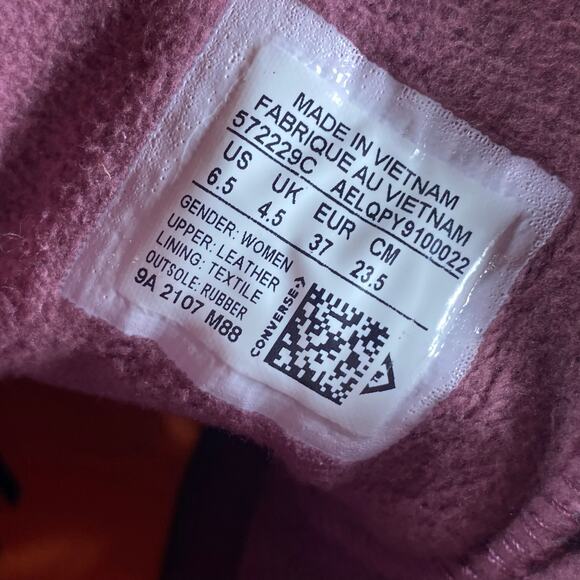 MADE IN VIETNAM
FABRIQUE AU VIETNAM
572229C AELQPY9100022
US UK EUR CM
6.5 4.5 37 23.5
GENDER: WOMEN
UPPER: LEATHER
LINING: TEXTILE
OUTSOLE: RUBBER
9A 2107 MB8
CONVERSE